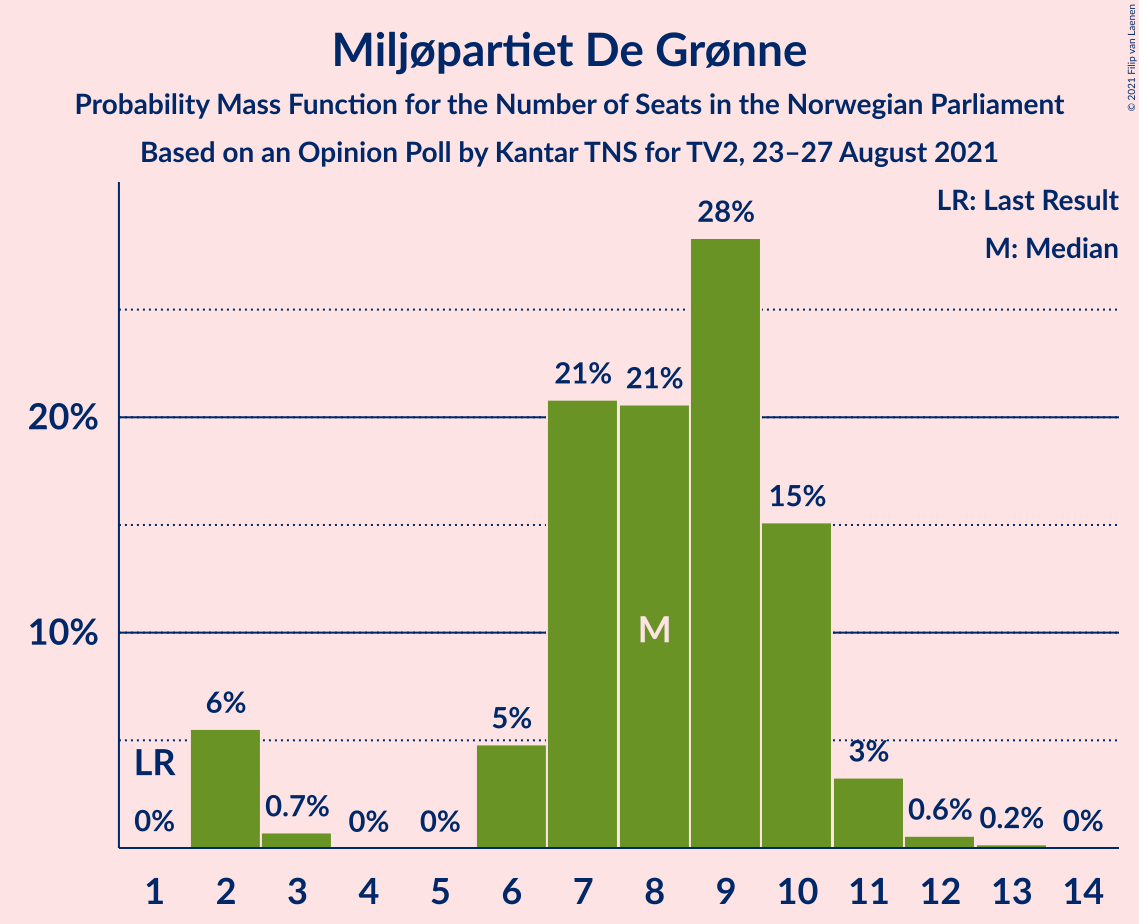 Miljøpartiet De Grønne
Probability Mass Function for the Number of Seats in the Norwegian Parliament
Based on an Opinion Poll by Kantar TNS for TV2, 23–27 August 2021
© 2021 Filip van Laenen
LR: Last Result
M: Median
28%
21% 21%
20%
15%
10%
M
6%
5%
3%
LR
0% 0.7% 0% 0% 0.6% 0.2% 0%
1 2 3 4 5 6 7 8 9 10 11 12 13 14